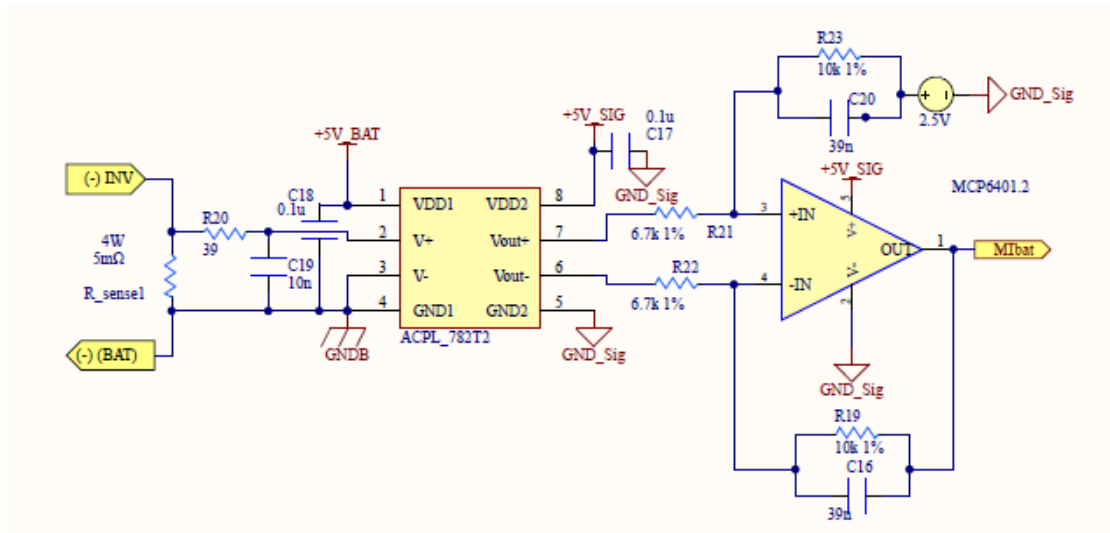 R23
10k 1%
C20
39n
2.5V
GND_Sig
+5V_SIG
0.1u
C17
GND_Sig
+5V_BAT
(-) INV
C18
0.1u
R20
39
C19
10n
4W
5mΩ
R_sense1
(-) (BAT)
GNDB
1
2
3
4
VDD1
V+
V-
GND1
VDD2
Vout+
Vout-
GND2
8
7
6
5
ACPL_782T2
GND_Sig
6.7k 1%
R21
R22
6.7k 1%
+5V_SIG
MCP6401.2
3
4
+IN
-IN
5
V+
V-
2
OUT
1
MIbat
GND_Sig
R19
10k 1%
C16
39n